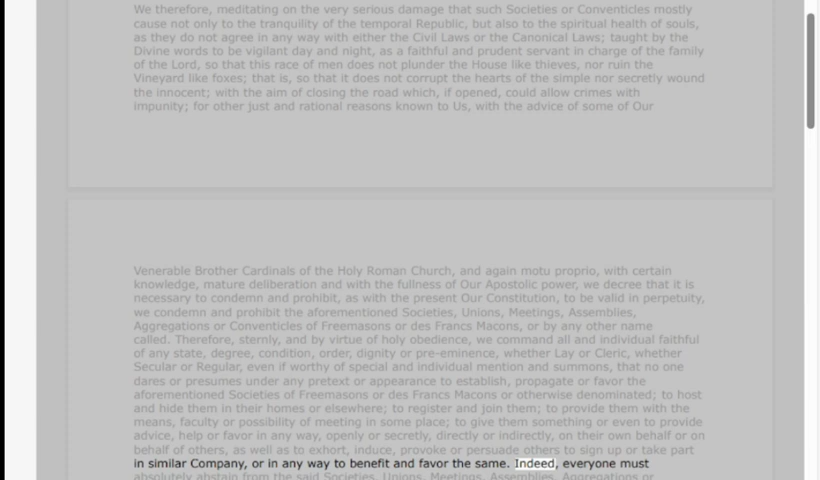 We therefore, meditating on the very serious damage that such Societies or Conventicles mostly
cause not only to the tranquility of the temporal Republic, but also to the spiritual health of souls,
as they do not agree in any way with either the Civil Laws or the Canonical Laws; taught by the
Divine words to be vigilant day and night, as a faithful and prudent servant in charge of the family
of the Lord, so that this race of men does not plunder the House like thieves, nor ruin the
Vineyard like foxes; that is, so that it does not corrupt the hearts of the simple nor secretly wound
the innocent; with the aim of closing the road which, if opened, could allow crimes with
impunity; for other just and rational reasons known to Us, with the advice of some of Our
Venerable Brother Cardinals of the Holy Roman Church, and again motu proprio, with certain
knowledge, mature deliberation and with the fullness of Our Apostolic power, we decree that it is
necessary to condemn and prohibit, as with the present Our Constitution, to be valid in perpetuity,
we condemn and prohibit the aforementioned Societies, Unions, Meetings, Assemblies,
Aggregations or Conventicles of Freemasons or des Francs Macons, or by any other name
called. Therefore, sternly, and by virtue of holy obedience, we command all and individual faithful
of any state, degree, condition, order, dignity or pre-eminence, whether Lay or Cleric, whether
Secular or Regular, even if worthy of special and individual mention and summons, that no one
dares or presumes under any pretext or appearance to establish, propagate or favor the
aforementioned Societies of Freemasons or des Francs Macons or otherwise denominated; to host
and hide them in their homes or elsewhere; to register and join them; to provide them with the
means, faculty or possibility of meeting in some place; to give them something or even to provide
advice, help or favor in any way, openly or secretly, directly or indirectly, on their own behalf or on
behalf of others, as well as to exhort, induce, provoke or persuade others to sign up or take part
in similar Company, or in any way to benefit and favor the same. Indeed, everyone must
absolutely abstain from the said Societies, Unions, Meetings, Assemblies, Aggregations or